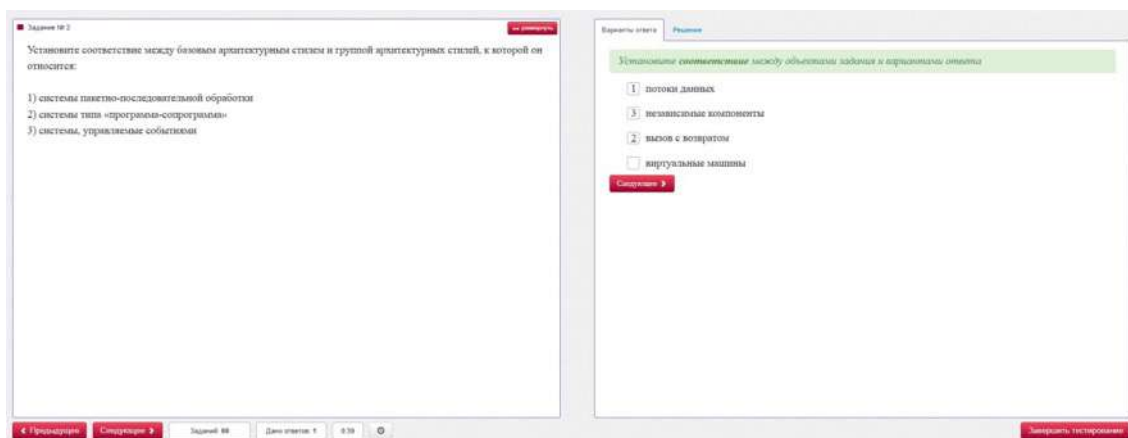 Задание № 2
развернуть
Установите соответствие между базовым архитектурным стилем и группой архитектурных стилей, к которой он
относится:
1) системы пакетно-последовательной обработки
2) системы типа «программа-сопрограмма»
3) системы, управляемые событиями
Варианты ответа Решение
Установите соответствие между объектами задания и вариантами ответа
1 потоки данных
3 независимые компоненты
2 вызов с возвратом
виртуальные машины
Следующее
Предыдущее Следующее Заданий: Дано ответов: 1 Завершить тестирование